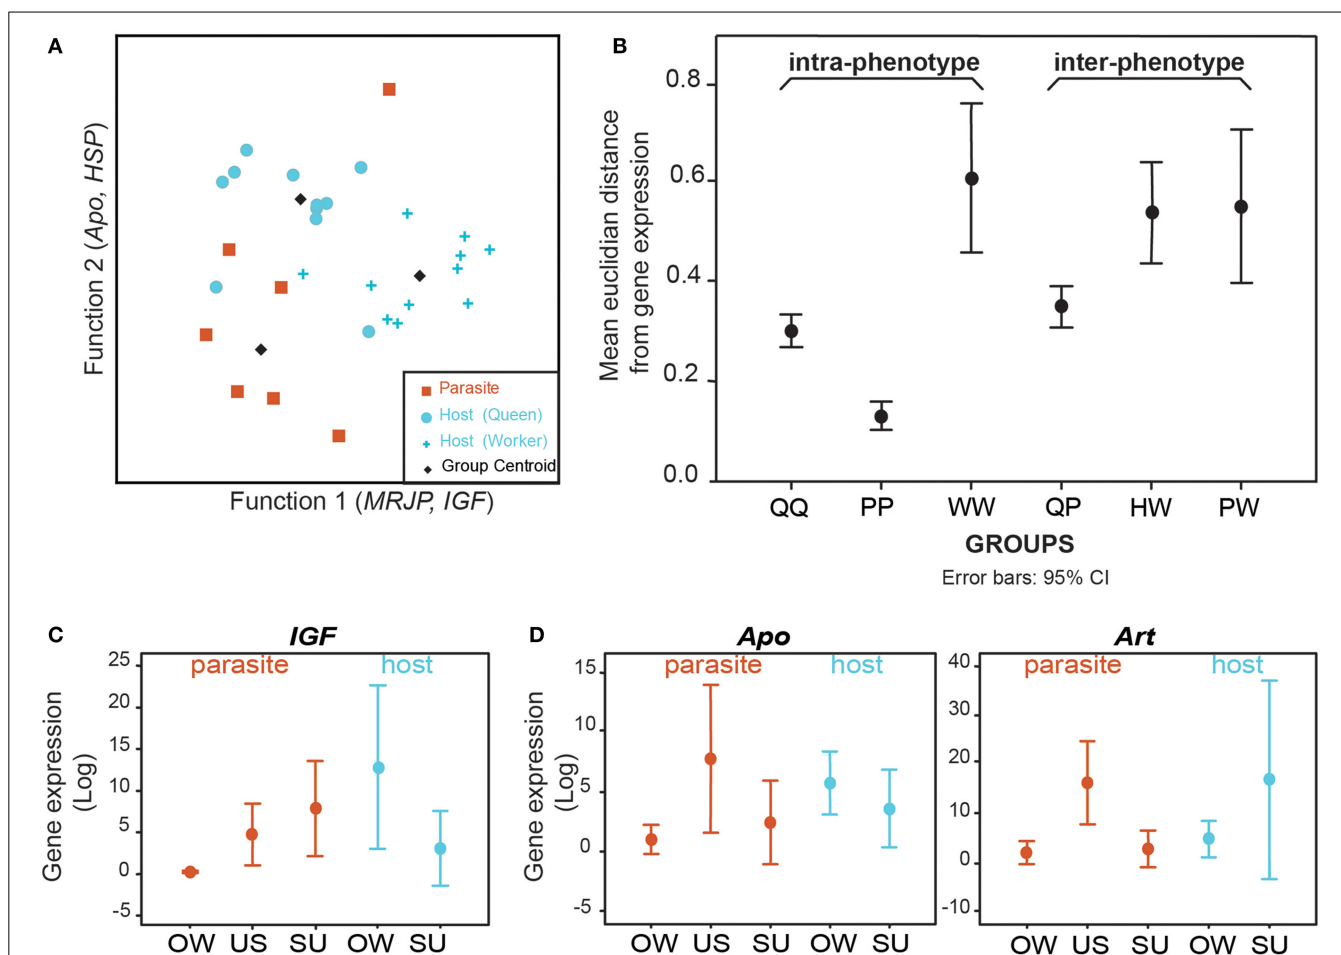 A
Function 2 (Apo, HSP)
Parasite
Host (Queen)
Host (Worker)
Group Centroid
Function 1 (MRJP, IGF)
B
intra-phenotype
inter-phenotype
Mean euclidian distance
from gene expression
0.8
0.6
0.4
0.2
0.0
QQ PP WW QP HW PW
GROUPS
Error bars: 95% CI
C
IGF
parasite host
Gene expression
(Log)
25
20
15
10
5
0
-5
OW US SU OW SU
D
Apo
parasite host
Gene expression
(Log)
15
10
5
0
-5
OW US SU OW SU
Art
parasite host
40
30
20
10
0
-10
OW US SU OW SU